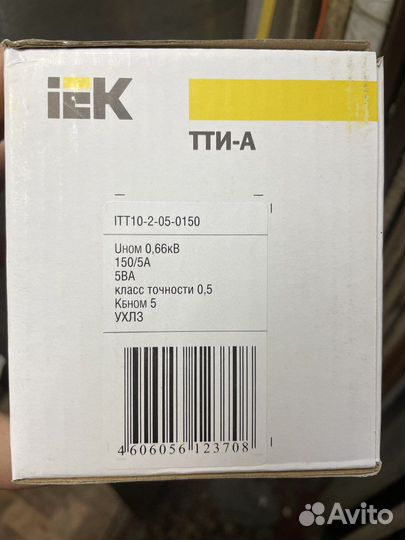 iEK
ТТИ-А
ITT10-2-05-0150
Uном 0,66кВ
150/5А
5ВА
класс точности 0,5
Кбном 5
УХЛ3
4 606056 123708
Avito